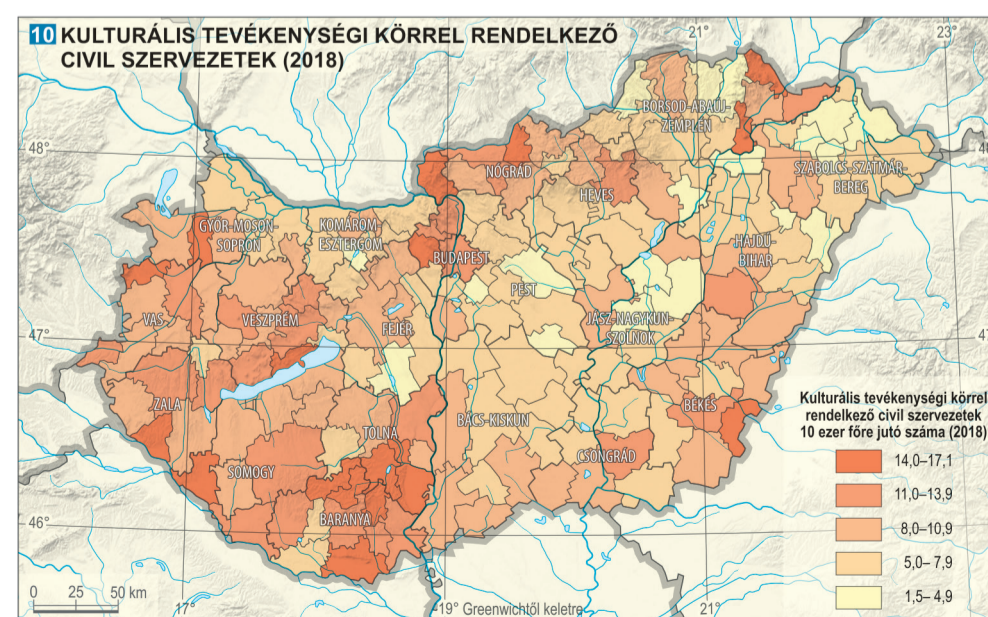 10 KULTURÁLIS TEVÉKENYSÉGI KÖRREL RENDELKEZŐ
CIVIL SZERVEZETEK (2018)
21°
23°
48°
48
BORSOD-ABAÚJ-
ZEMPLÉN
NÓGRÁD
SZABOLCS-SZATMÁR-
BEREG
HEVES
GYŐR-MOSON-
SOPRON
KOMÁROM-
ESZTERGOM
BUDAPEST
HAJDÚ-
BIHAR
PEST
VAS
VESZPRÉM
FEJÉR
JÁSZ-NAGYKUN-
SZOLNOK
47°
47
ZALA
TOLNA
BÁCS-KISKUN
BÉKÉS
SOMOGY
CSONGRÁD
BARANYA
46°
Kulturális tevékenységi körrel
rendelkező civil szervezetek
10 ezer főre jutó száma (2018)
14,0–17,1
11,0–13,9
8,0–10,9
5,0– 7,9
1,5– 4,9
0 25 50 km
17°
19° Greenwichtől keletre
21°